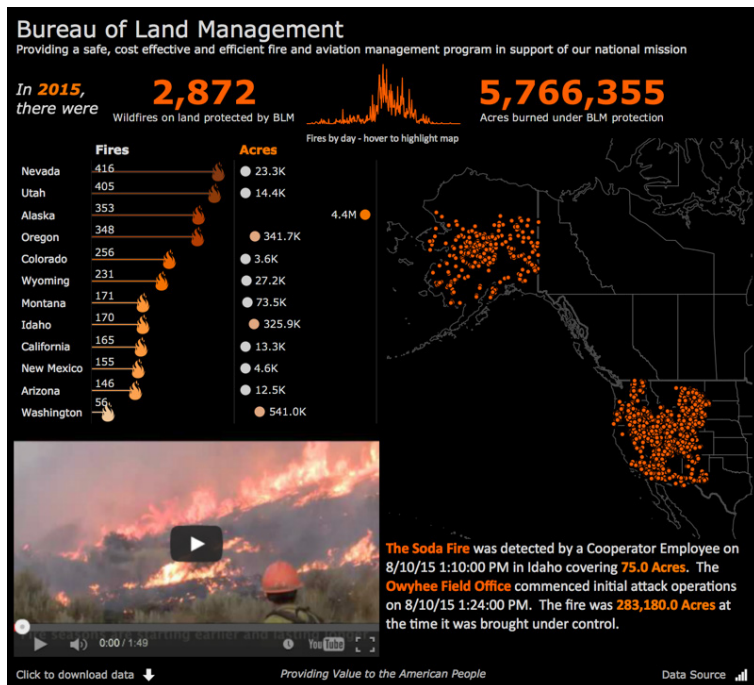 Bureau of Land Management
Providing a safe, cost effective and efficient fire and aviation management program in support of our national mission
In 2015,
there were
2,872
Wildfires on land protected by BLM
Fires by day - hover to highlight map
5,766,355
Acres burned under BLM protection
Fires Acres
Nevada 416 23.3K
Utah 405 14.4K
Alaska 353 4.4M
Oregon 348 341.7K
Colorado 256 3.6K
Wyoming 231 27.2K
Montana 171 73.5K
Idaho 170 325.9K
California 165 13.3K
New Mexico 155 4.6K
Arizona 146 12.5K
Washington 56 541.0K
fire seasons are starting earlier and lasting
0:00 / 1:49 YouTube
The Soda Fire was detected by a Cooperator Employee on
8/10/15 1:10:00 PM in Idaho covering 75.0 Acres. The
Owyhee Field Office commenced initial attack operations
on 8/10/15 1:24:00 PM. The fire was 283,180.0 Acres at
the time it was brought under control.
Click to download data
Providing Value to the American People
Data Source